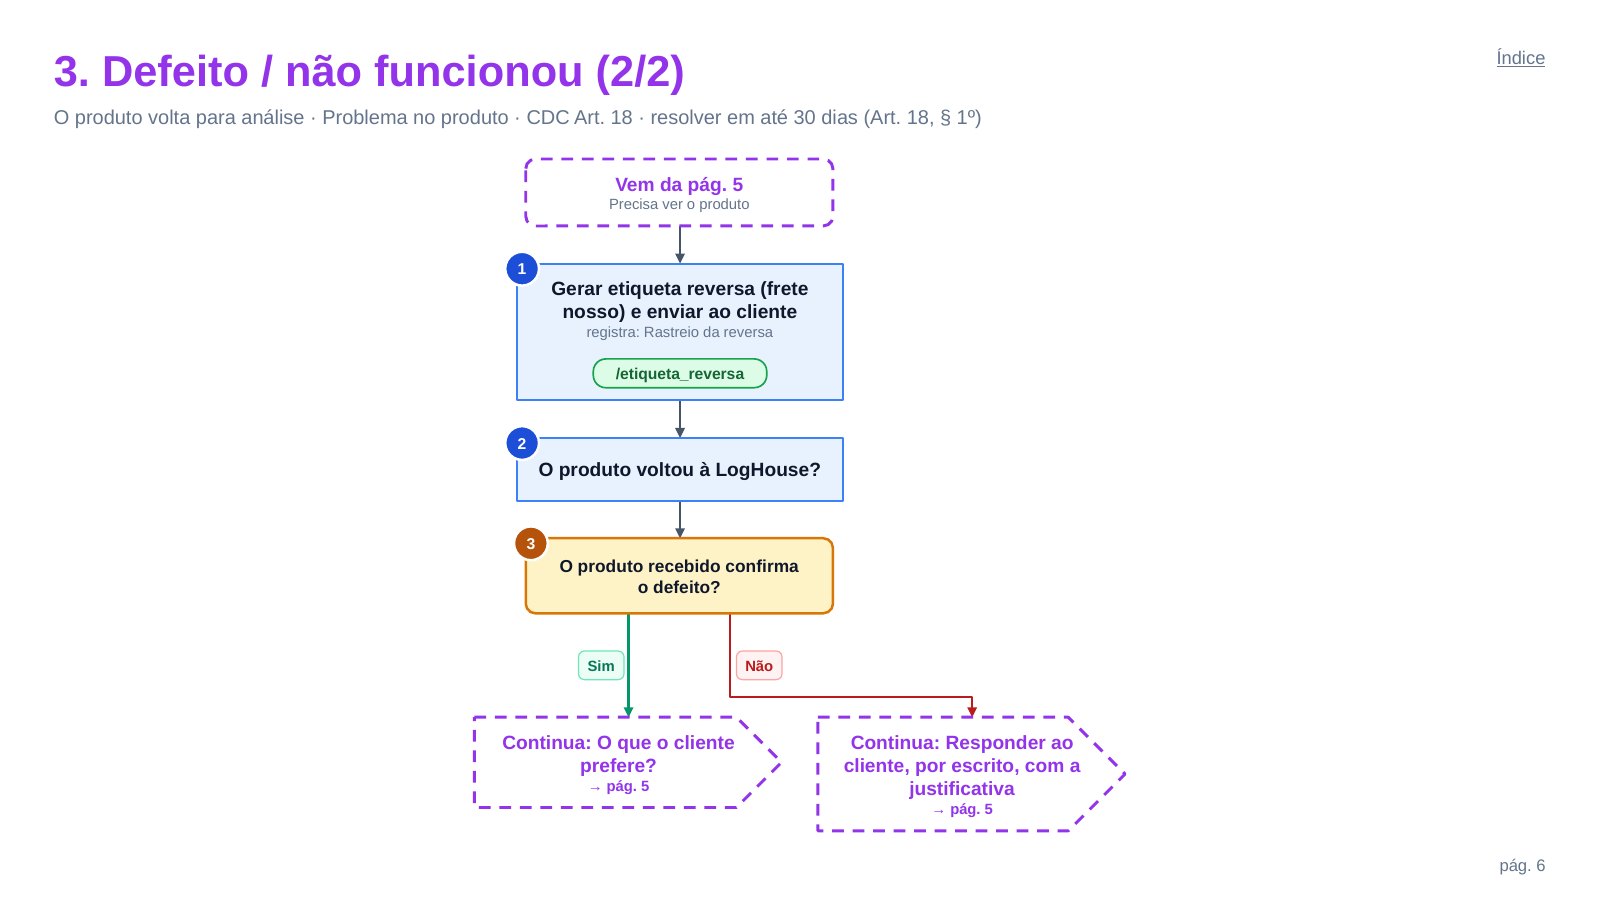 3. Defeito / não funcionou (2/2)
Índice
O produto volta para análise · Problema no produto · CDC Art. 18 · resolver em até 30 dias (Art. 18, § 1º)
Vem da pág. 5
Precisa ver o produto
1
Gerar etiqueta reversa (frete
nosso) e enviar ao cliente
registra: Rastreio da reversa
/etiqueta_reversa
2
O produto voltou à LogHouse?
3
O produto recebido confirma
o defeito?
Sim
Não
Continua: O que o cliente
prefere?
→ pág. 5
Continua: Responder ao
cliente, por escrito, com a
justificativa
→ pág. 5
pág. 6